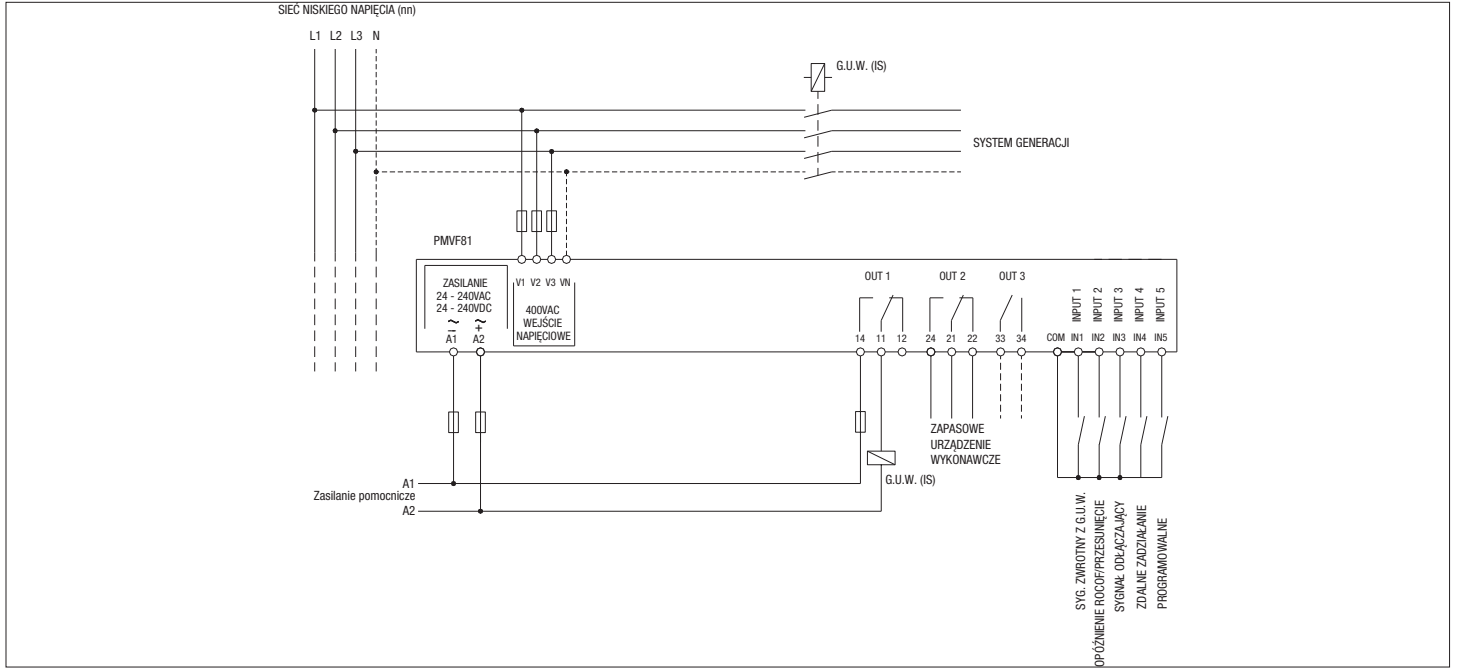 SIEĆ NISKIEGO NAPIĘCIA (nn)
L1 L2 L3 N
G.U.W. (IS)
SYSTEM GENERACJI
PMVF81
ZASILANIE
24 - 240VAC
24 - 240VDC
~ ~
– +
A1 A2
V1 V2 V3 VN
400VAC
WEJŚCIE
NAPIĘCIOWE
OUT 1
14 11 12
OUT 2
24 21 22
OUT 3
33 34
INPUT 1
INPUT 2
INPUT 3
INPUT 4
INPUT 5
COM IN1 IN2 IN3 IN4 IN5
ZAPASOWE
URZĄDZENIE
WYKONAWCZE
G.U.W. (IS)
A1
Zasilanie pomocnicze
A2
SYG. ZWROTNY Z G.U.W.
OPÓŹNIENIE ROCOF/PRZESUNIĘCIE
SYGNAŁ ODŁĄCZAJĄCY
ZDALNE ZADZIAŁANIE
PROGRAMOWALNE